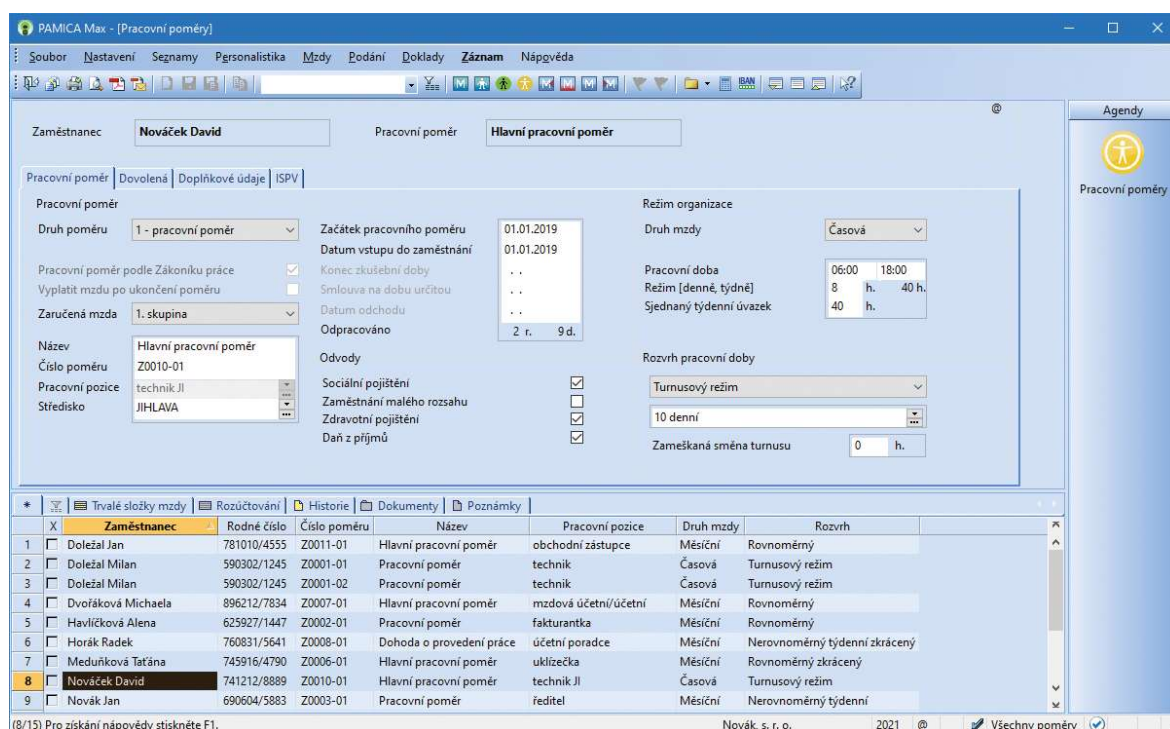 PAMICA Max - [Pracovní poměry]
Soubor Nastavení Seznamy Personalistika Mzdy Podání Doklady Záznam Nápověda
IBAN
@
Agendy
Zaměstnanec Nováček David Pracovní poměr Hlavní pracovní poměr
Pracovní poměry
Pracovní poměr Dovolená Doplňkové údaje ISPV
Pracovní poměr
Druh poměru 1 - pracovní poměr
Pracovní poměr podle Zákoníku práce
Vyplatit mzdu po ukončení poměru
Zaručená mzda 1. skupina
Název Hlavní pracovní poměr
Číslo poměru Z0010-01
Pracovní pozice technik JI
Středisko JIHLAVA
Začátek pracovního poměru 01.01.2019
Datum vstupu do zaměstnání 01.01.2019
Konec zkušební doby . .
Smlouva na dobu určitou . .
Datum odchodu . .
Odpracováno 2 r. 9 d.
Odvody
Sociální pojištění
Zaměstnání malého rozsahu
Zdravotní pojištění
Daň z příjmů
Režim organizace
Druh mzdy Časová
Pracovní doba 06:00 18:00
Režim [denně, týdně] 8 h. 40 h.
Sjednaný týdenní úvazek 40 h.
Rozvrh pracovní doby
Turnusový režim
10 denní
Zameškaná směna turnusu 0 h.
* Trvalé složky mzdy Rozúčtování Historie Dokumenty Poznámky
X Zaměstnanec Rodné číslo Číslo poměru Název Pracovní pozice Druh mzdy Rozvrh
1 Doležal Jan 781010/4555 Z0011-01 Hlavní pracovní poměr obchodní zástupce Měsíční Rovnoměrný
2 Doležal Milan 590302/1245 Z0001-01 Pracovní poměr technik Časová Turnusový režim
3 Doležal Milan 590302/1245 Z0001-02 Pracovní poměr technik Časová Turnusový režim
4 Dvořáková Michaela 896212/7834 Z0007-01 Hlavní pracovní poměr mzdová účetní/účetní Měsíční Rovnoměrný
5 Havlíčková Alena 625927/1447 Z0002-01 Pracovní poměr fakturantka Měsíční Rovnoměrný
6 Horák Radek 760831/5641 Z0008-01 Dohoda o provedení práce účetní poradce Měsíční Nerovnoměrný týdenní zkrácený
7 Meduňková Taťána 745916/4790 Z0006-01 Hlavní pracovní poměr uklízečka Měsíční Rovnoměrný zkrácený
8 Nováček David 741212/8889 Z0010-01 Hlavní pracovní poměr technik JI Časová Turnusový režim
9 Novák Jan 690604/5883 Z0003-01 Pracovní poměr ředitel Měsíční Nerovnoměrný týdenní
(8/15) Pro získání nápovědy stiskněte F1. Novák, s. r. o. 2021 @ Všechny poměry